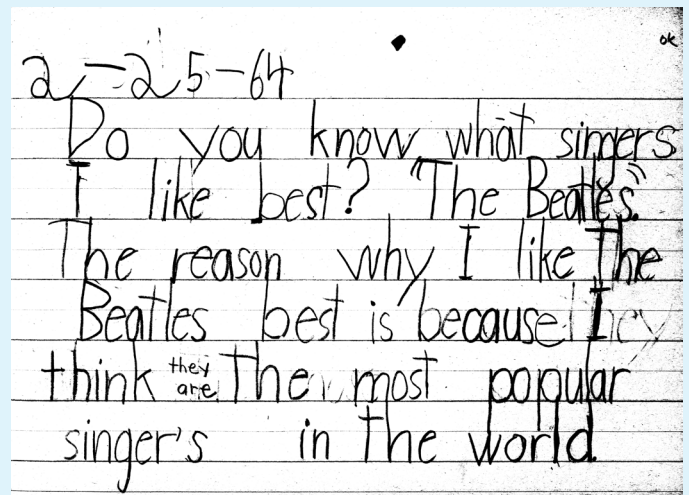 ok
2-25-64
Do you know what singers
I like best? "The Beatles."
The reason why I like The
Beatles best is because I
think they are The most popular
singer's in the world.